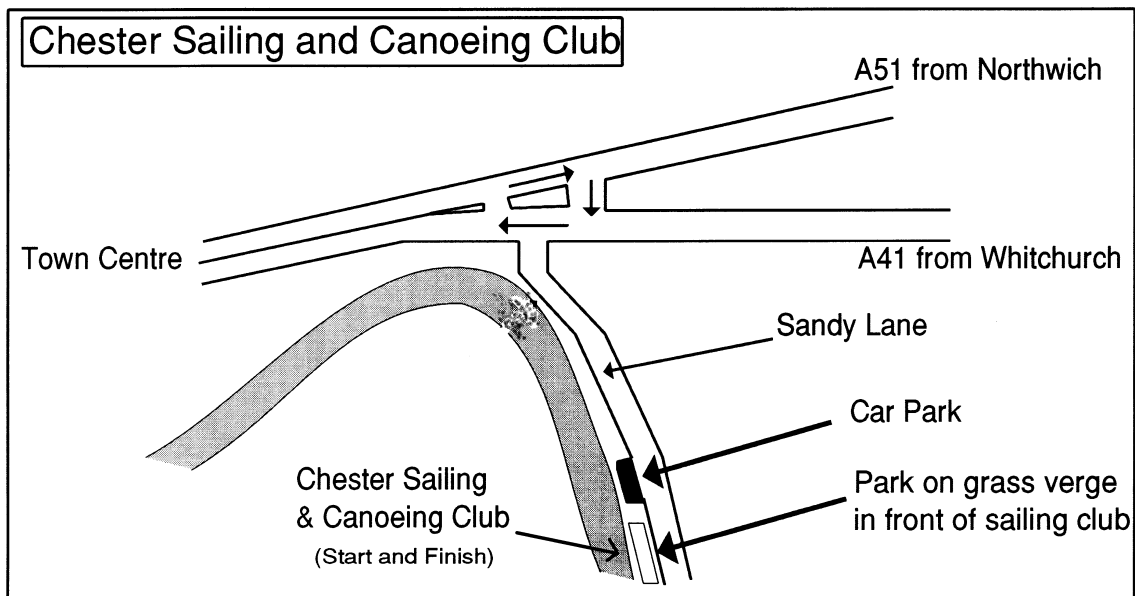 Chester Sailing and Canoeing Club
A51 from Northwich
Town Centre
A41 from Whitchurch
Sandy Lane
Car Park
Chester Sailing
& Canoeing Club
(Start and Finish)
Park on grass verge
in front of sailing club